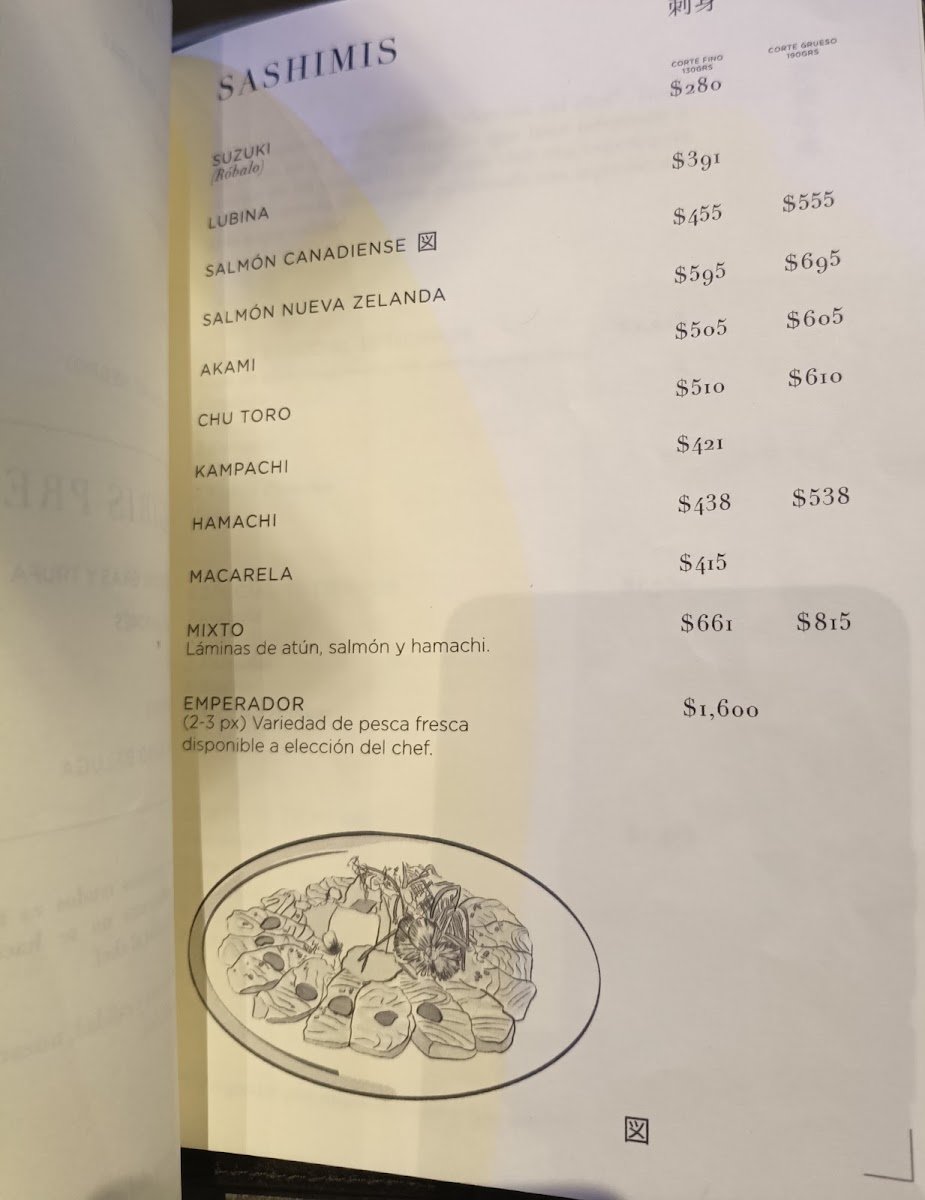 刺身
SASHIMIS
CORTE FINO 130GRS CORTE GRUESO 190GRS
SUZUKI $280
(Róbalo)
LUBINA $391
SALMÓN CANADIENSE 図 $455 $555
SALMÓN NUEVA ZELANDA $595 $695
AKAMI $505 $605
CHU TORO $510 $610
KAMPACHI $421
HAMACHI $438 $538
MACARELA $415
MIXTO $661 $815
Láminas de atún, salmón y hamachi.
EMPERADOR $1,600
(2-3 px) Variedad de pesca fresca
disponible a elección del chef.
図